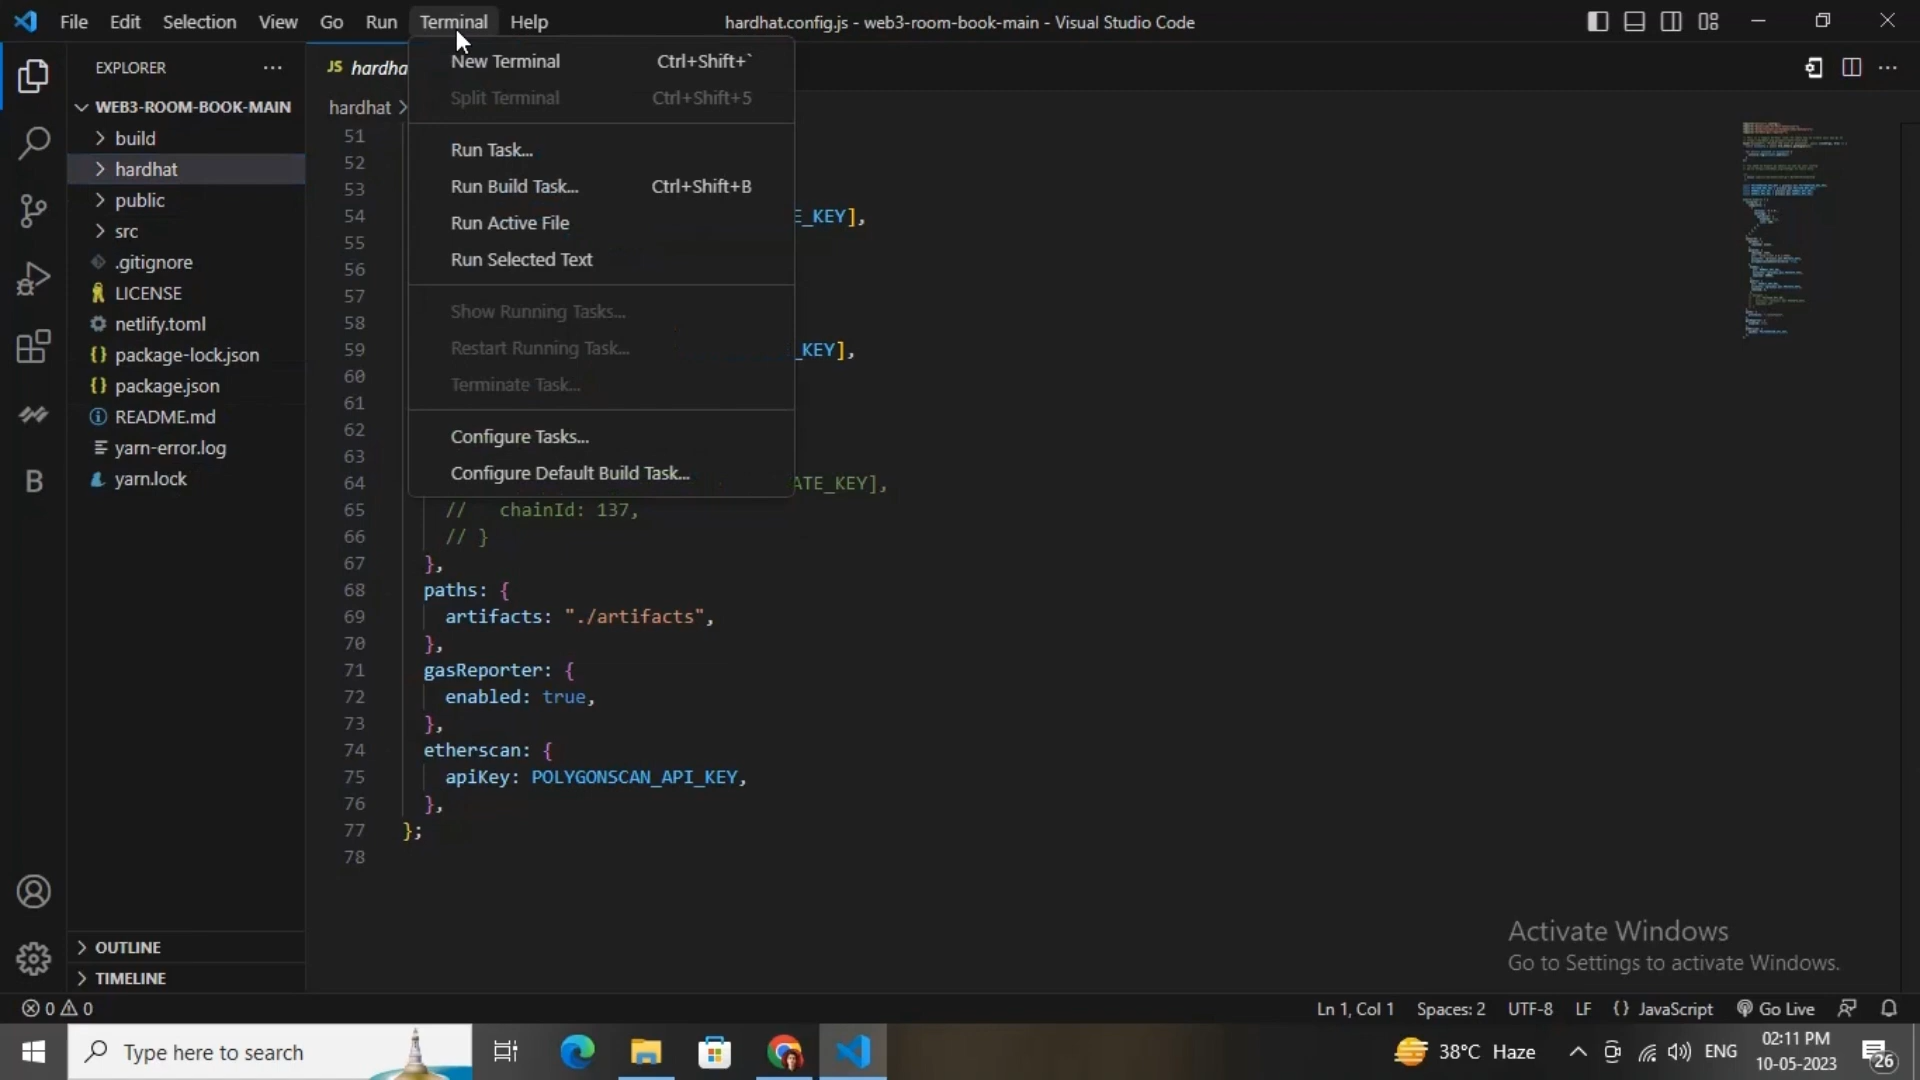 File Edit Selection View Go Run Terminal Help
hardhat.config.js - web3-room-book-main - Visual Studio Code
EXPLORER
WEB3-ROOM-BOOK-MAIN
build
hardhat
public
src
.gitignore
LICENSE
netlify.toml
package-lock.json
package.json
README.md
yarn-error.log
yarn.lock
OUTLINE
TIMELINE
JS hardha
hardhat >
New Terminal Ctrl+Shift+`
Split Terminal Ctrl+Shift+5
Run Task...
Run Build Task... Ctrl+Shift+B
Run Active File
Run Selected Text
Show Running Tasks...
Restart Running Task...
Terminate Task...
Configure Tasks...
Configure Default Build Task...
51
52
53
54 E_KEY],
55
56
57
58
59 _KEY],
60
61
62
63
64 ATE_KEY],
65 // chainId: 137,
66 // }
67 },
68 paths: {
69 artifacts: "./artifacts",
70 },
71 gasReporter: {
72 enabled: true,
73 },
74 etherscan: {
75 apiKey: POLYGONSCAN_API_KEY,
76 },
77 };
78
Activate Windows
Go to Settings to activate Windows.
0 0
Ln 1, Col 1 Spaces: 2 UTF-8 LF {} JavaScript Go Live
Type here to search
38°C Haze
ENG
02:11 PM
10-05-2023
26